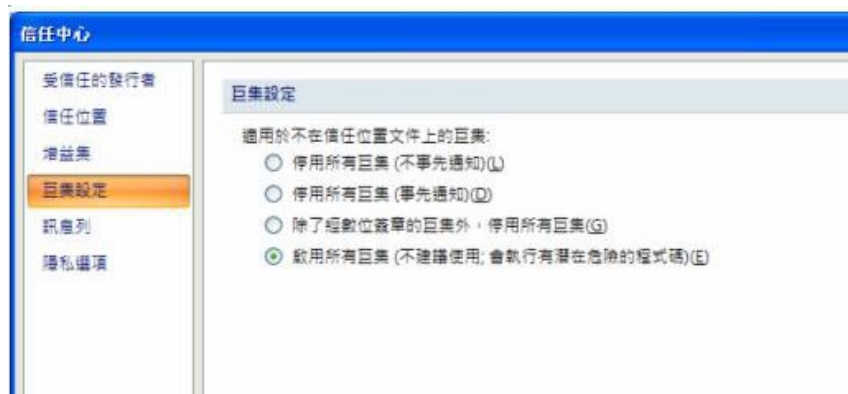 信任中心
受信任的發行者
信任位置
增益集
巨集設定
訊息列
隱私選項
巨集設定
適用於不在信任位置文件上的巨集:
停用所有巨集 (不事先通知)(L)
停用所有巨集 (事先通知)(D)
除了經數位簽章的巨集外，停用所有巨集(G)
啟用所有巨集 (不建議使用; 會執行有潛在危險的程式碼)(E)